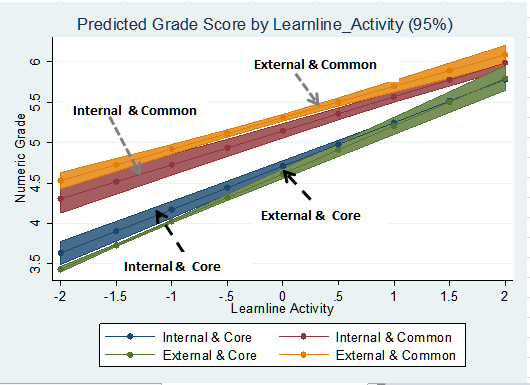 Predicted Grade Score by Learnline_Activity (95%)
Numeric Grade
6
5.5
5
4.5
4
3.5
External & Common
Internal & Common
External & Core
Internal & Core
-2 -1.5 -1 -.5 0 .5 1 1.5 2
Learnline Activity
Internal & Core Internal & Common
External & Core External & Common